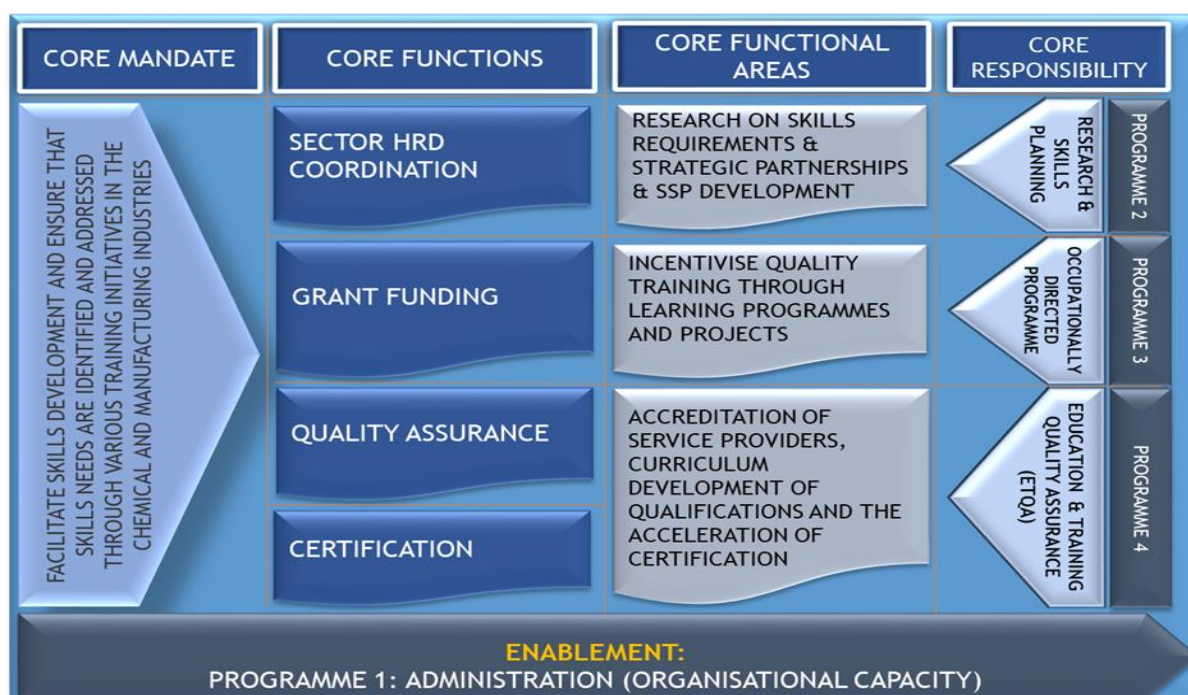 CORE MANDATE
CORE FUNCTIONS
CORE FUNCTIONAL
AREAS
CORE
RESPONSIBILITY
FACILITATE SKILLS DEVELOPMENT AND ENSURE THAT
SKILLS NEEDS ARE IDENTIFIED AND ADDRESSED
THROUGH VARIOUS TRAINING INITIATIVES IN THE
CHEMICAL AND MANUFACTURING INDUSTRIES
SECTOR HRD
COORDINATION
RESEARCH ON SKILLS
REQUIREMENTS &
STRATEGIC PARTNERSHIPS
& SSP DEVELOPMENT
RESEARCH &
SKILLS
PLANNING
PROGRAMME 2
GRANT FUNDING
INCENTIVISE QUALITY
TRAINING THROUGH
LEARNING PROGRAMMES
AND PROJECTS
OCCUPATIONALLY
DIRECTED
PROGRAMME
PROGRAMME 3
QUALITY ASSURANCE
CERTIFICATION
ACCREDITATION OF
SERVICE PROVIDERS,
CURRICULUM
DEVELOPMENT OF
QUALIFICATIONS AND THE
ACCELERATION OF
CERTIFICATION
EDUCATION & TRAINING
QUALITY ASSURANCE
(ETQA)
PROGRAMME 4
ENABLEMENT:
PROGRAMME 1: ADMINISTRATION (ORGANISATIONAL CAPACITY)